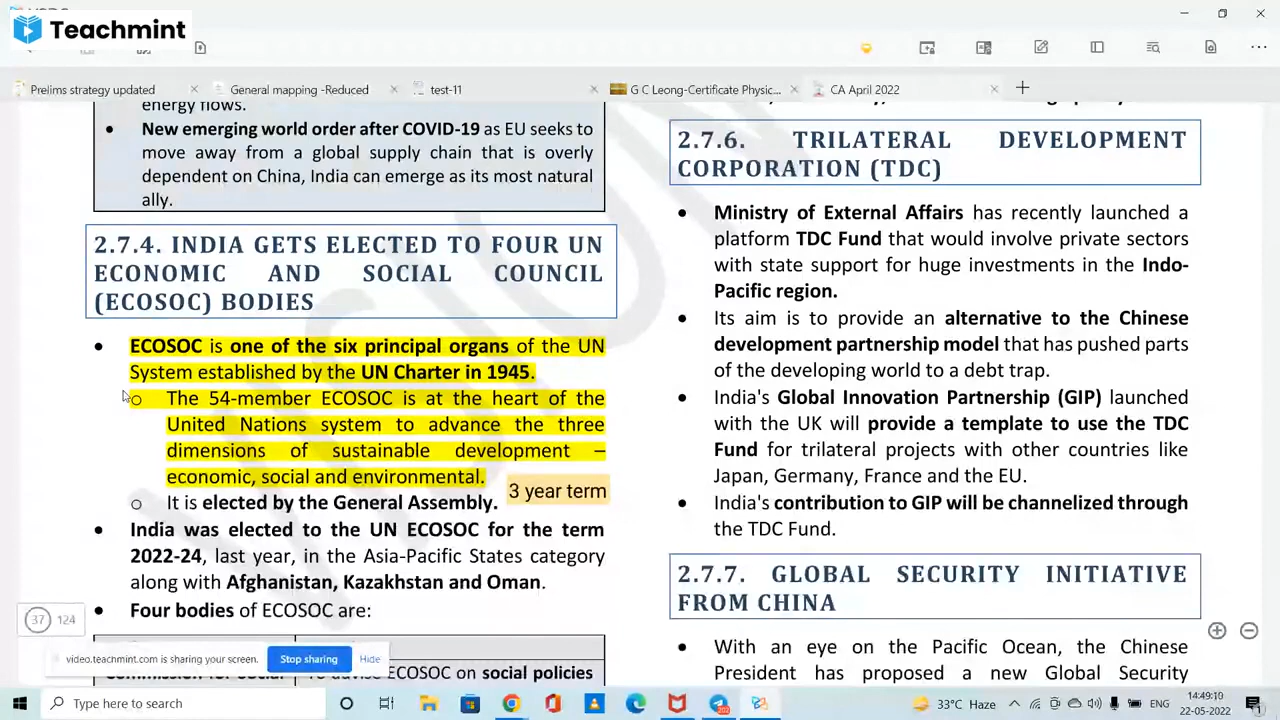 Teachmint
Prelims strategy updated
General mapping -Reduced
test-11
G C Leong-Certificate Physic...
CA April 2022
energy flows.
• New emerging world order after COVID-19 as EU seeks to
move away from a global supply chain that is overly
dependent on China, India can emerge as its most natural
ally.
2.7.4. INDIA GETS ELECTED TO FOUR UN
ECONOMIC AND SOCIAL COUNCIL
(ECOSOC) BODIES
• ECOSOC is one of the six principal organs of the UN
System established by the UN Charter in 1945.
o The 54-member ECOSOC is at the heart of the
United Nations system to advance the three
dimensions of sustainable development –
economic, social and environmental.
3 year term
o It is elected by the General Assembly.
• India was elected to the UN ECOSOC for the term
2022-24, last year, in the Asia-Pacific States category
along with Afghanistan, Kazakhstan and Oman.
• Four bodies of ECOSOC are:
To advise ECOSOC on social policies
2.7.6. TRILATERAL DEVELOPMENT
CORPORATION (TDC)
• Ministry of External Affairs has recently launched a
platform TDC Fund that would involve private sectors
with state support for huge investments in the Indo-
Pacific region.
• Its aim is to provide an alternative to the Chinese
development partnership model that has pushed parts
of the developing world to a debt trap.
• India's Global Innovation Partnership (GIP) launched
with the UK will provide a template to use the TDC
Fund for trilateral projects with other countries like
Japan, Germany, France and the EU.
• India's contribution to GIP will be channelized through
the TDC Fund.
2.7.7. GLOBAL SECURITY INITIATIVE
FROM CHINA
• With an eye on the Pacific Ocean, the Chinese
President has proposed a new Global Security
37 124
video.teachmint.com is sharing your screen.
Stop sharing
Hide
Type here to search
33°C Haze
ENG
14:49:10
22-05-2022